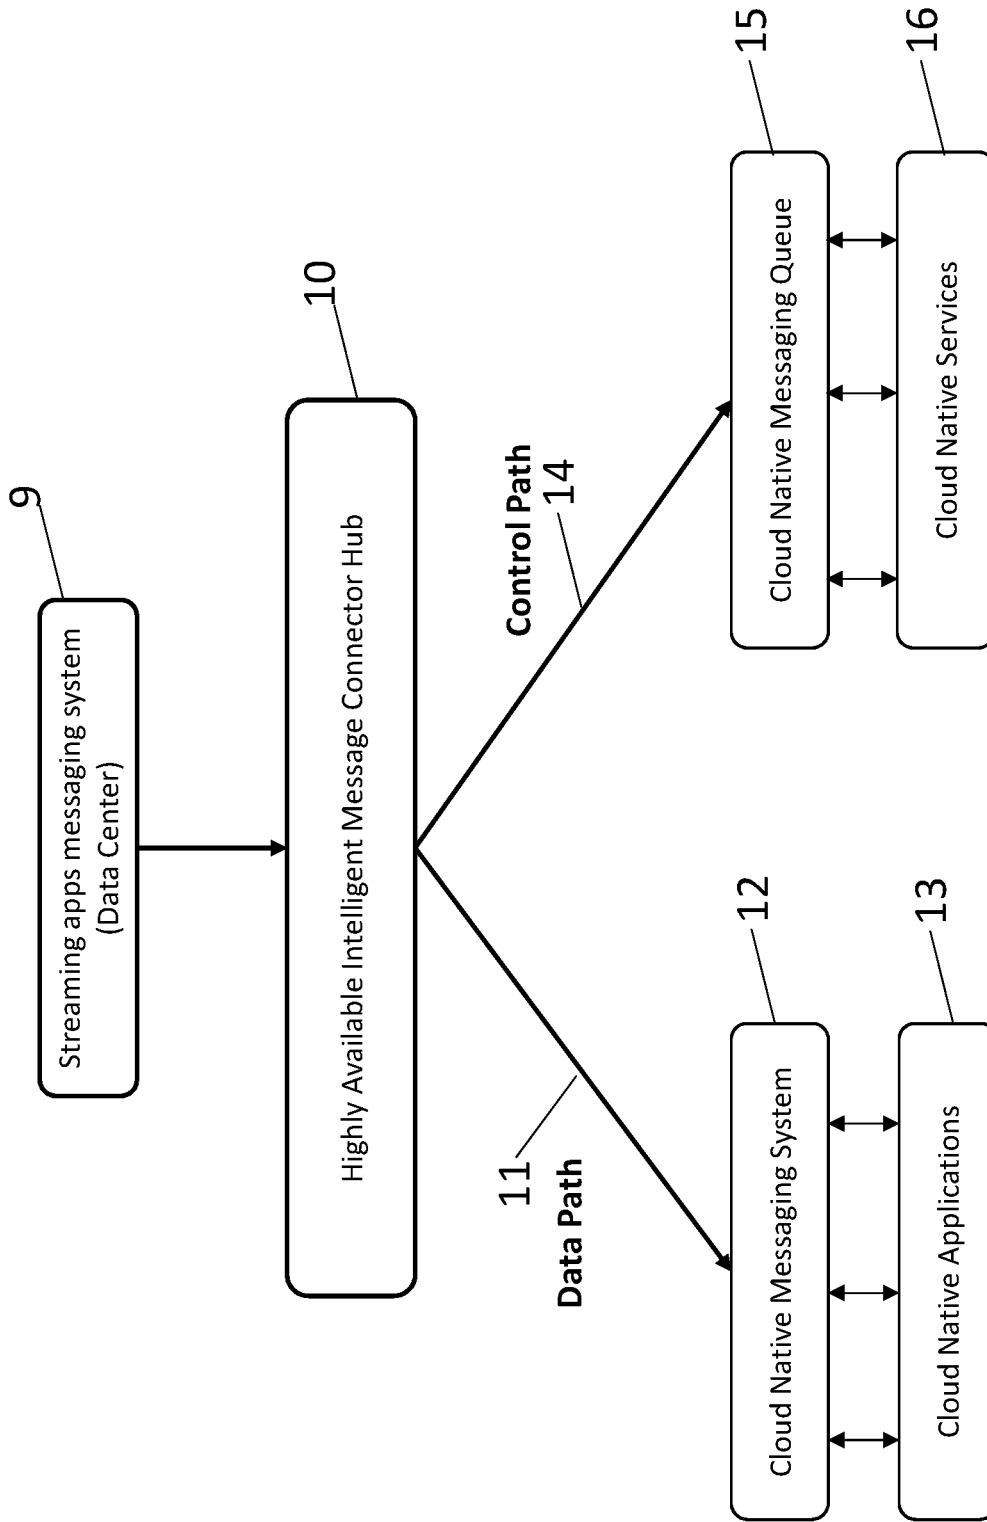 9
Streaming apps messaging system
(Data Center)
10
Highly Available Intelligent Message Connector Hub
11
Data Path
Control Path
14
12
Cloud Native Messaging System
13
Cloud Native Applications
15
Cloud Native Messaging Queue
16
Cloud Native Services